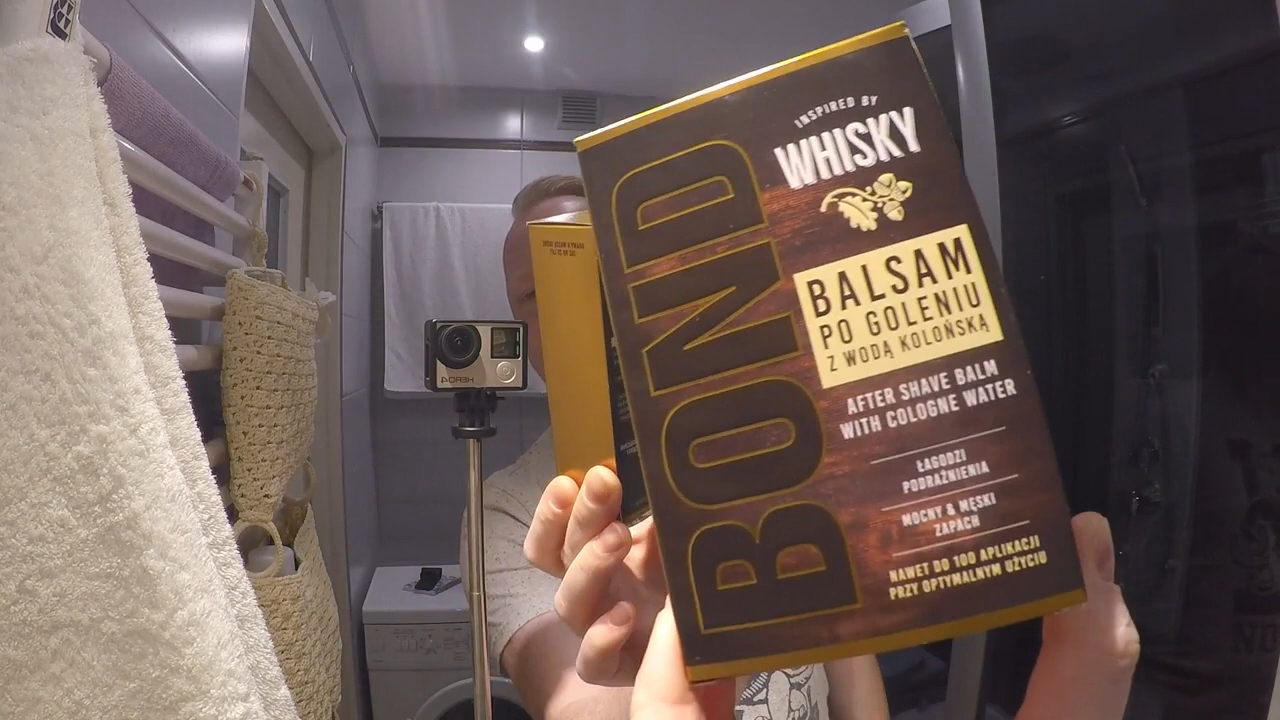 INSPIRED BY
WHISKY
BOND
BALSAM
PO GOLENIU
Z WODĄ KOLOŃSKĄ
AFTER SHAVE BALM
WITH COLOGNE WATER
ŁAGODZI
PODRAŻNIENIA
MOCNY & MĘSKI
ZAPACH
NAWET DO 100 APLIKACJI
PRZY OPTYMALNYM UŻYCIU
HERO4